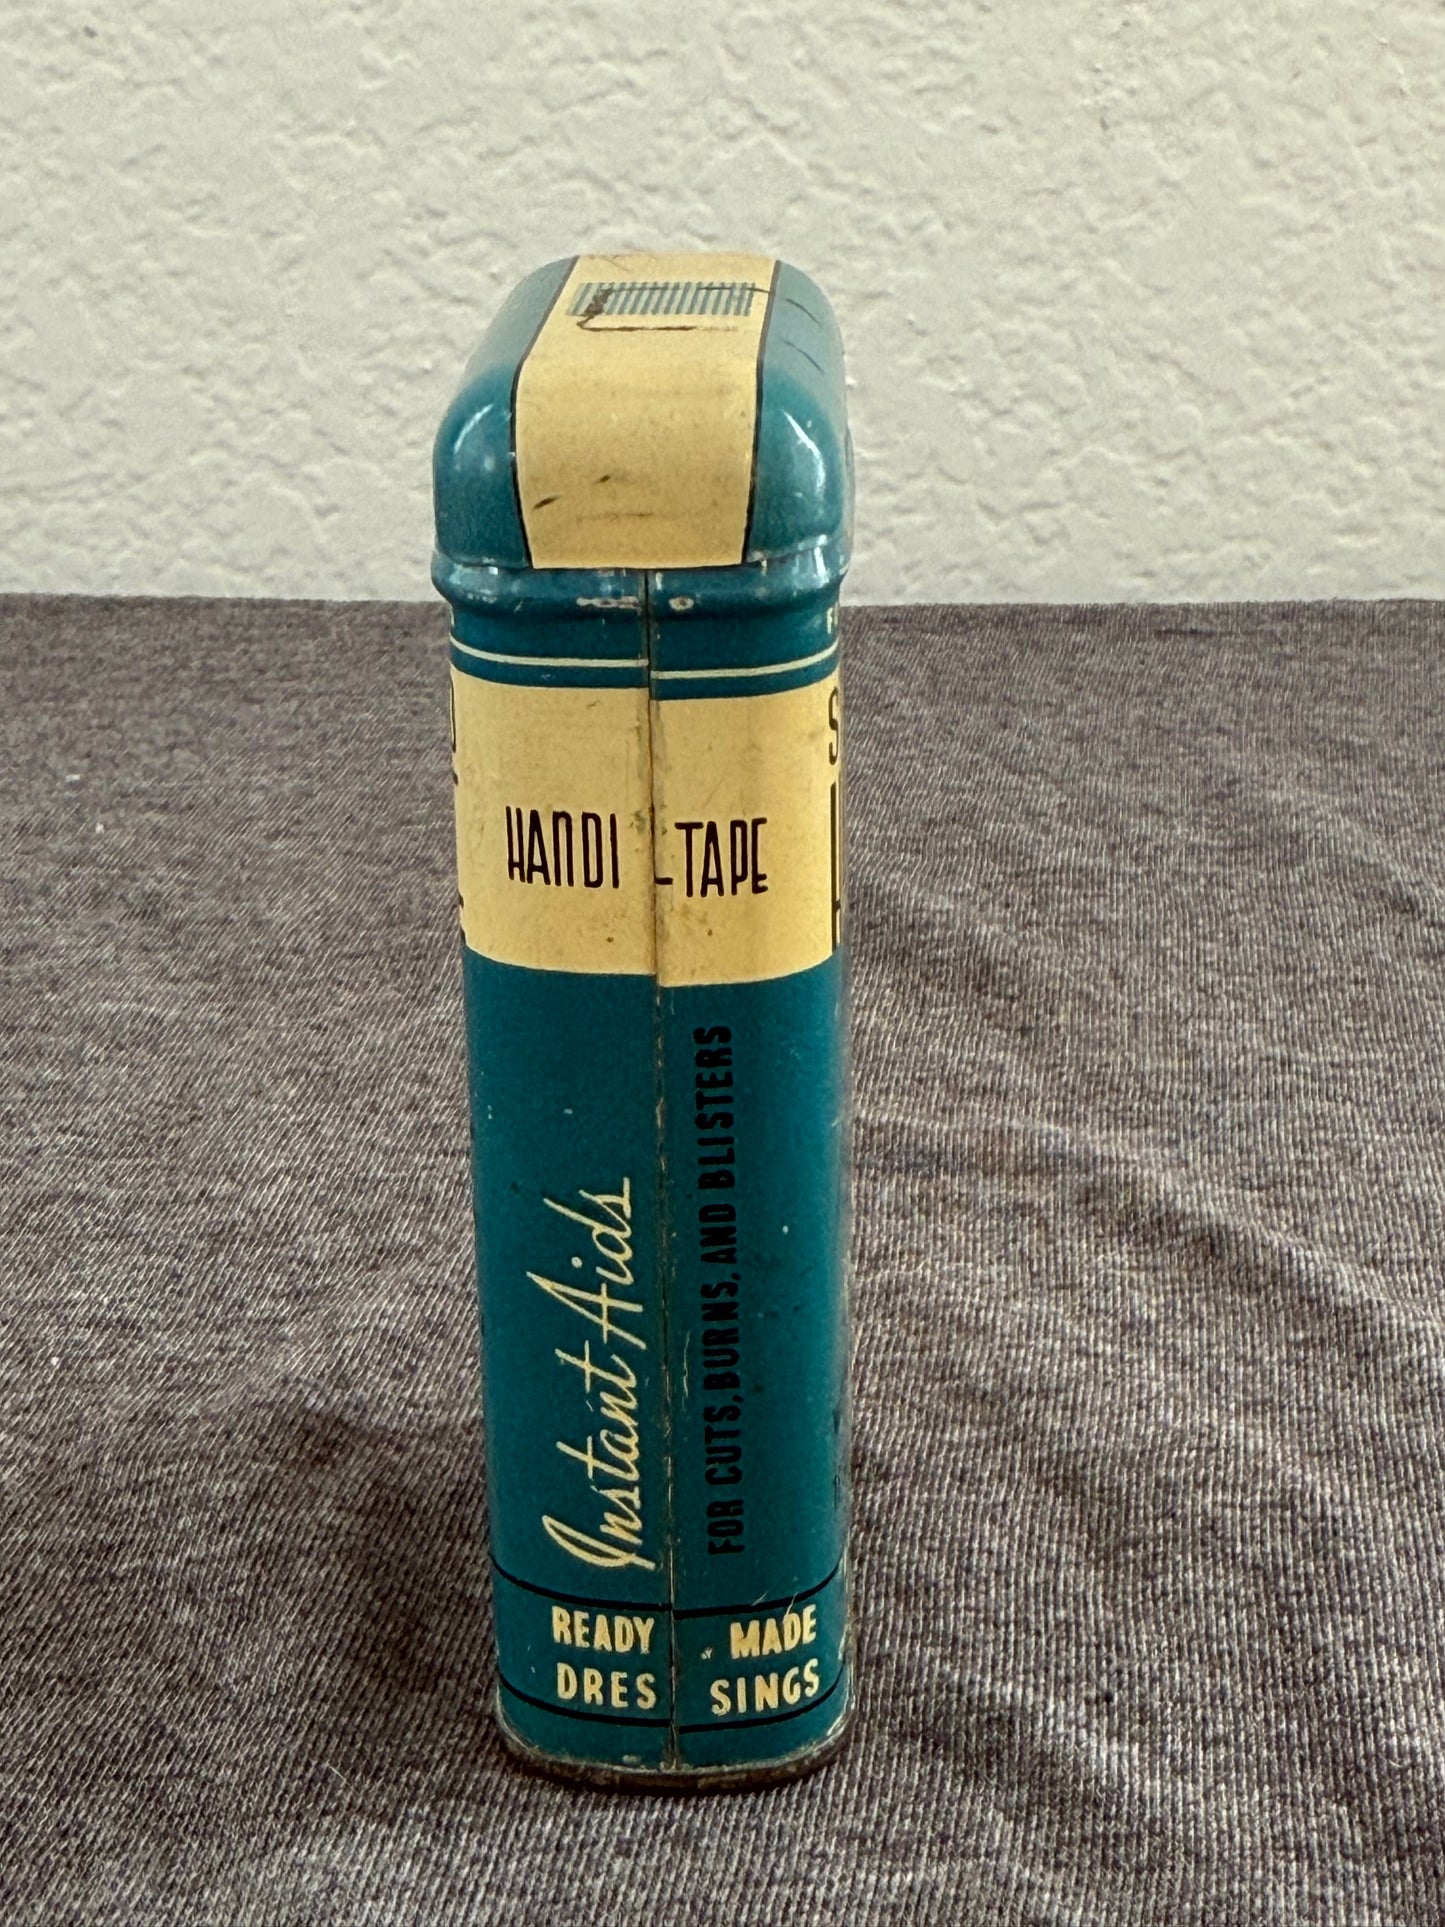 HANDI-TAPE
Instant Aids
FOR CUTS, BURNS, AND BLISTERS
READY MADE
DRESSINGS